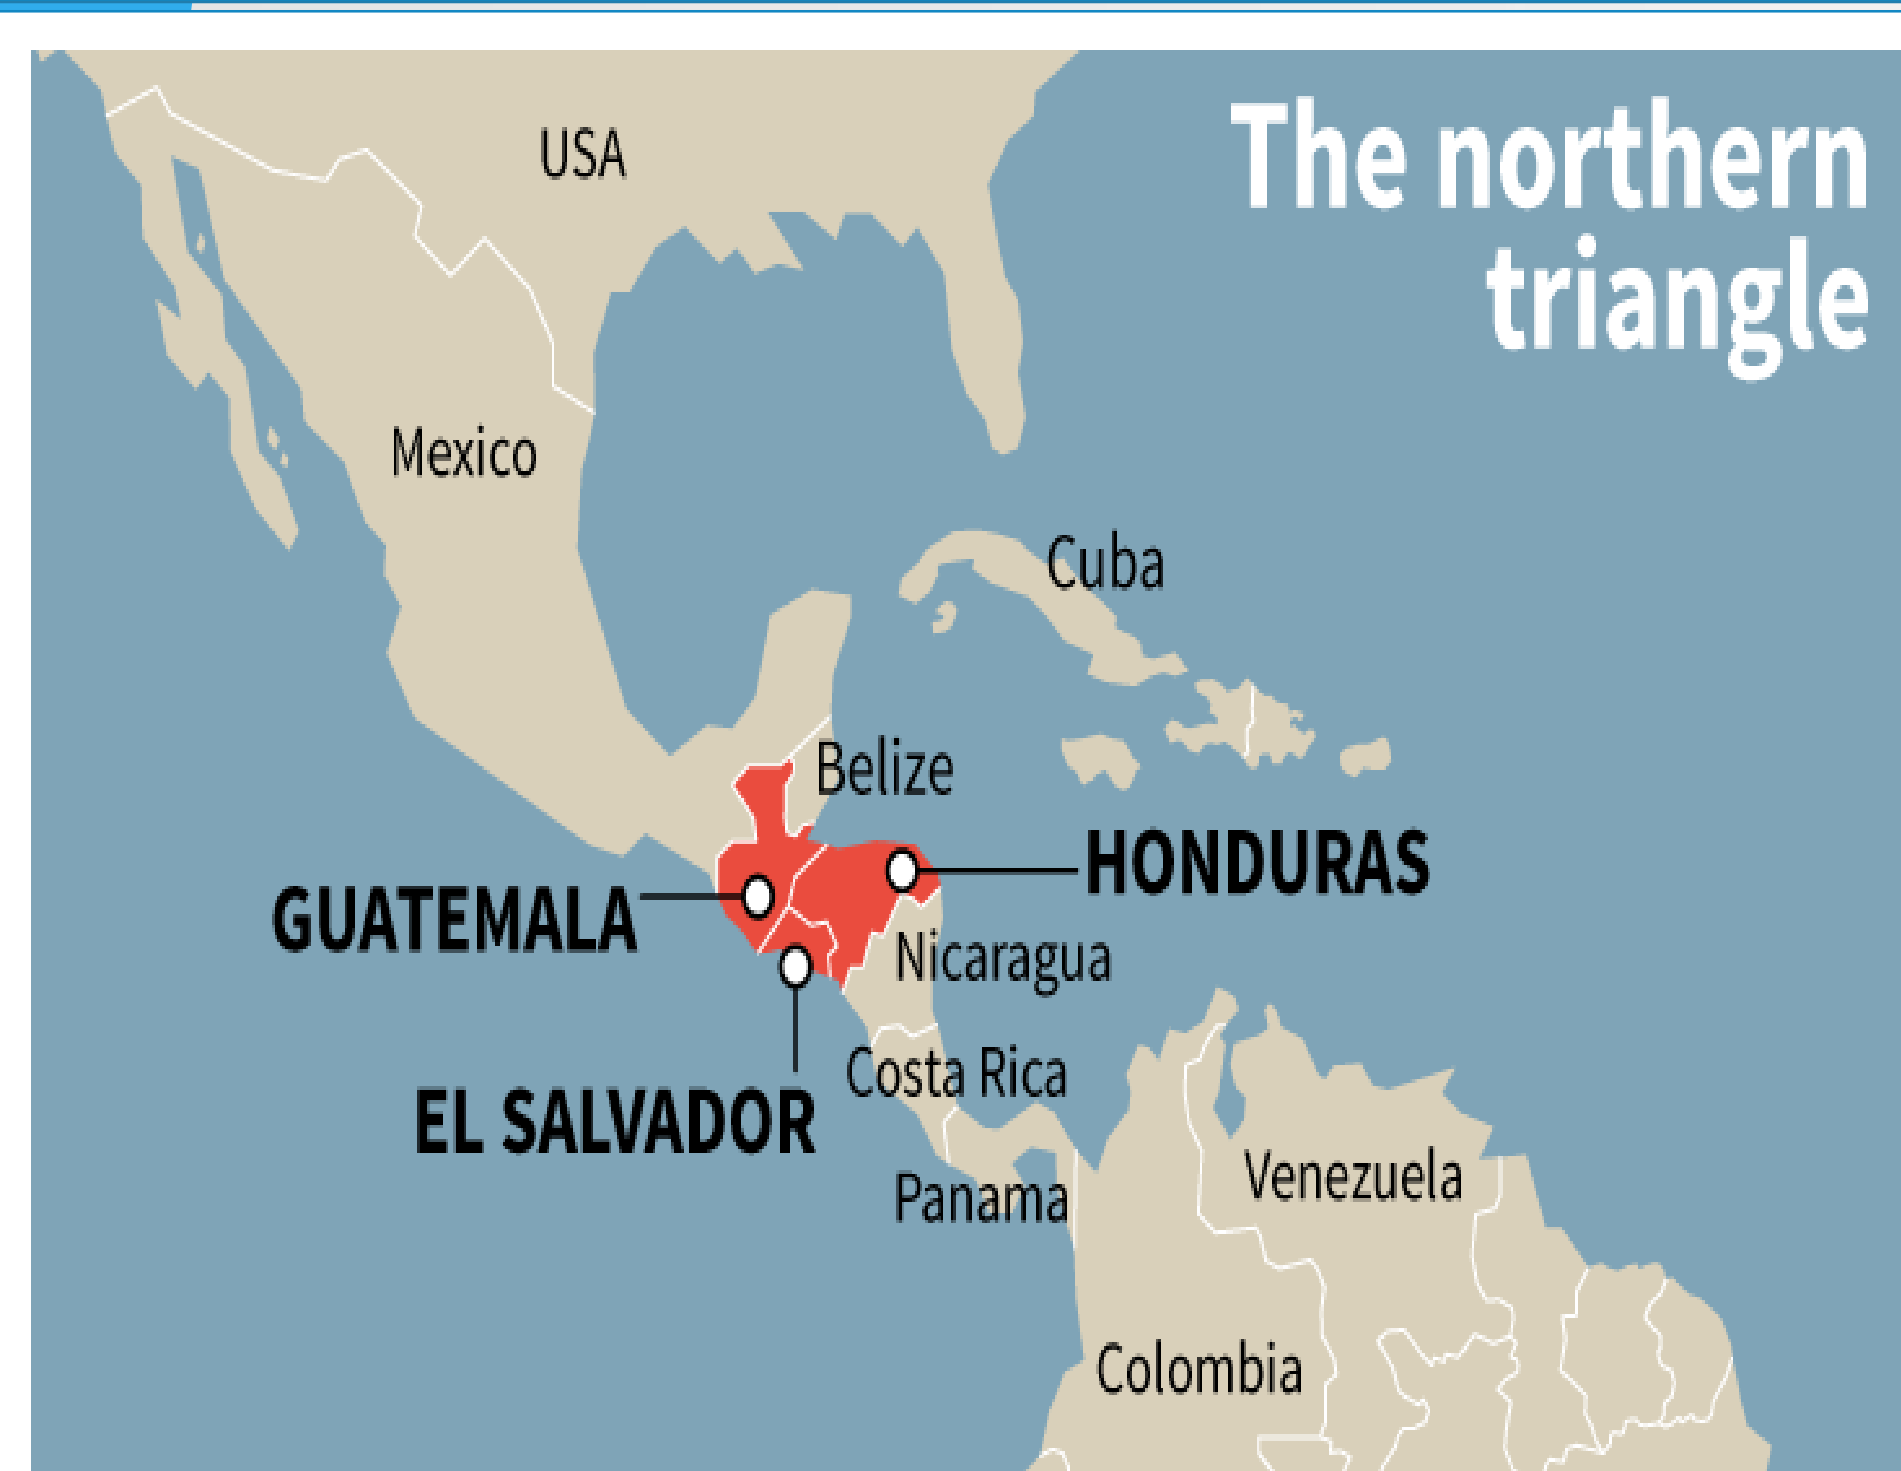 The northern
triangle
USA
Mexico
Cuba
Belize
HONDURAS
GUATEMALA
Nicaragua
Costa Rica
EL SALVADOR
Panama
Venezuela
Colombia